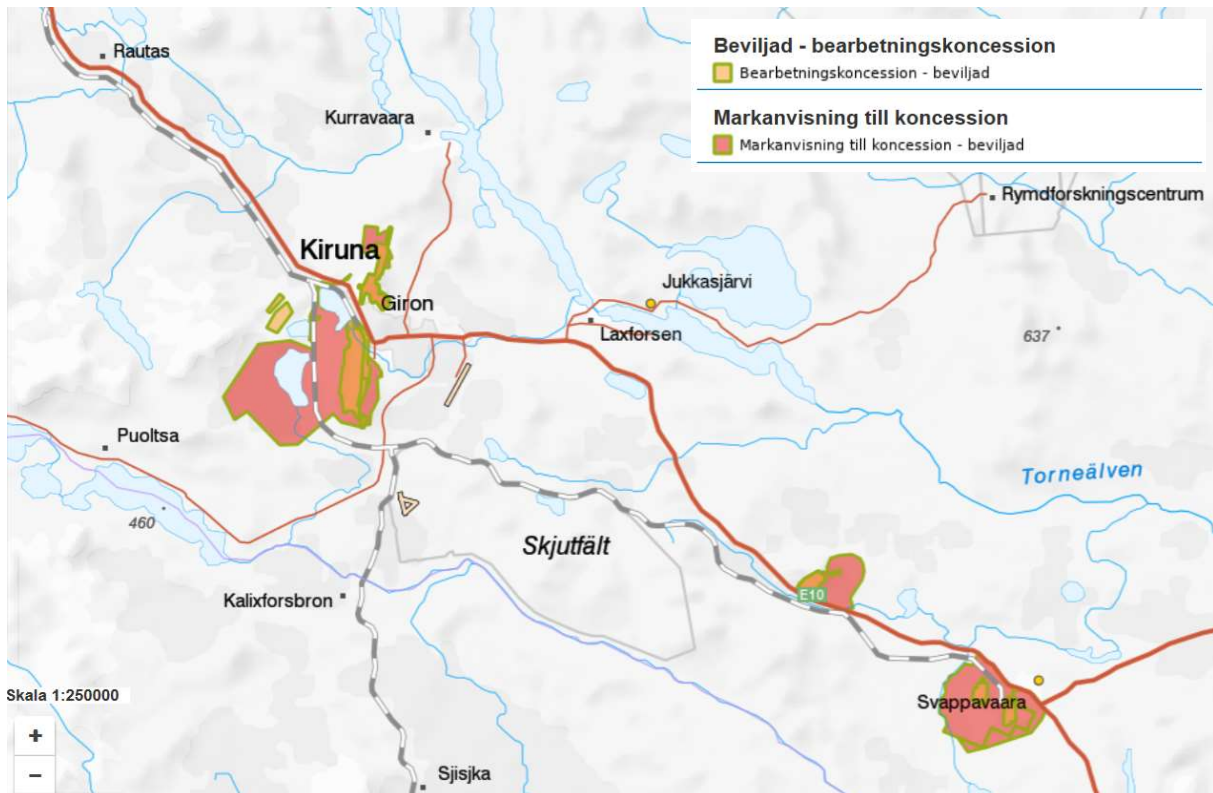 Beviljad - bearbetningskoncession
Bearbetningskoncession - beviljad
Markanvisning till koncession
Markanvisning till koncession - beviljad
Rautas
Kurravaara
Rymdforskningscentrum
Kiruna
Giron
Jukkasjärvi
Laxforsen
637
Puoltsa
Torneälven
460
Skjutfält
Kalixforsbron
E10
Skala 1:250000
Svappavaara
+
−
Sjisjka